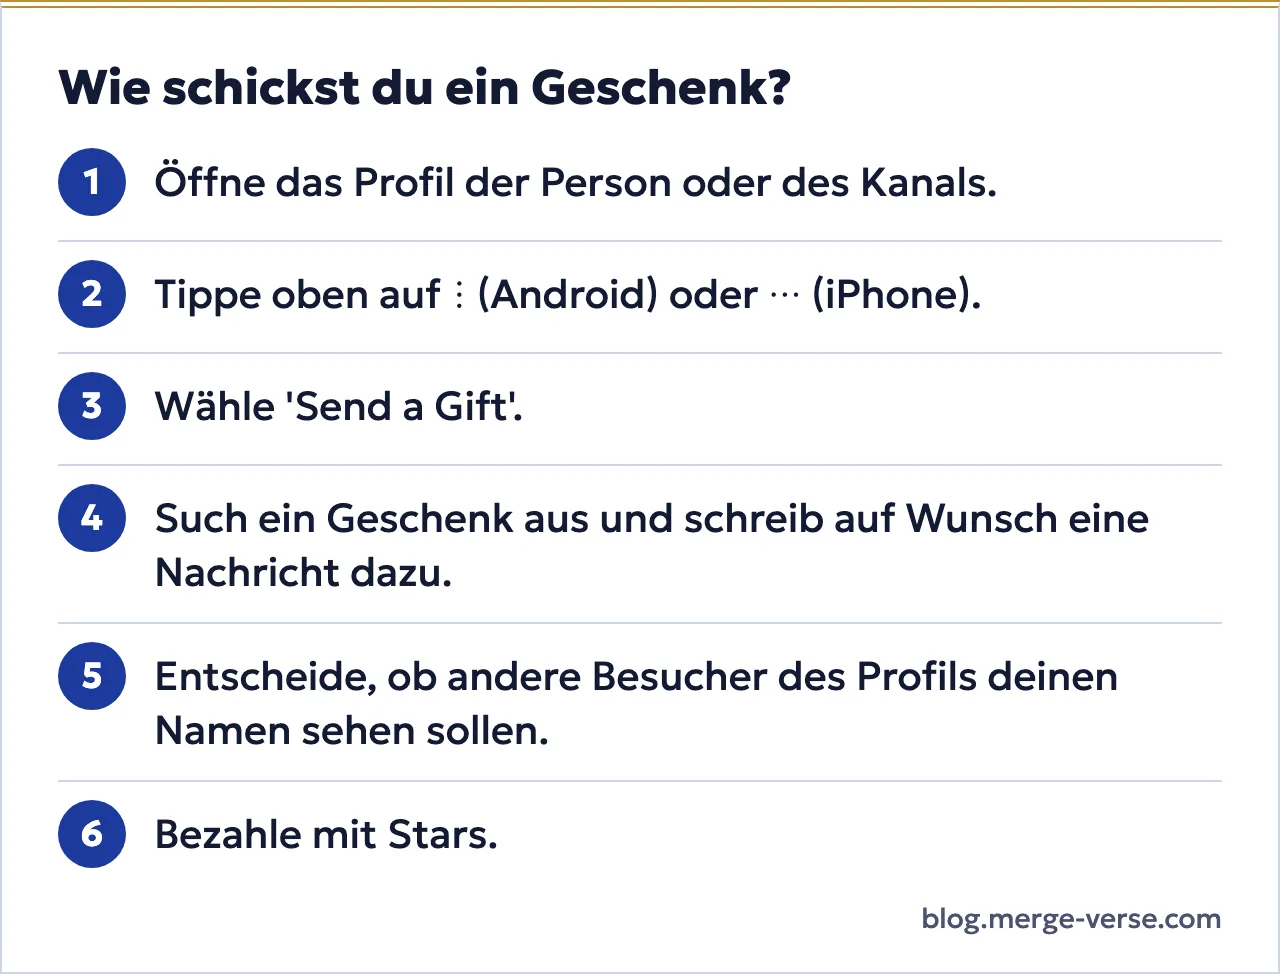 Wie schickst du ein Geschenk?
1 Öffne das Profil der Person oder des Kanals.
2 Tippe oben auf ⋮ (Android) oder ⋯ (iPhone).
3 Wähle 'Send a Gift'.
4 Such ein Geschenk aus und schreib auf Wunsch eine
Nachricht dazu.
5 Entscheide, ob andere Besucher des Profils deinen
Namen sehen sollen.
6 Bezahle mit Stars.
blog.merge-verse.com